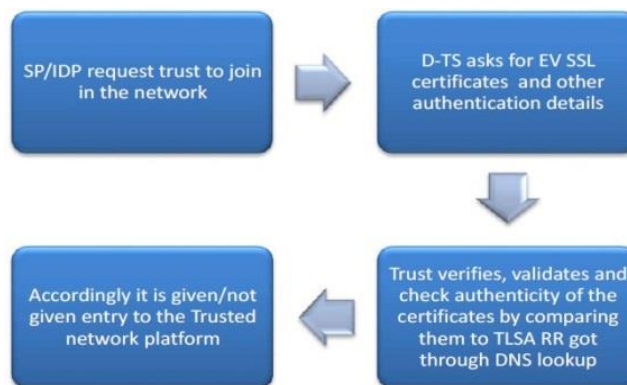 SP/IDP request trust to join
in the network
D-TS asks for EV SSL
certificates and other
authentication details
Trust verifies, validates and
check authenticity of the
certificates by comparing
them to TLSA RR got
through DNS lookup
Accordingly it is given/not
given entry to the Trusted
network platform